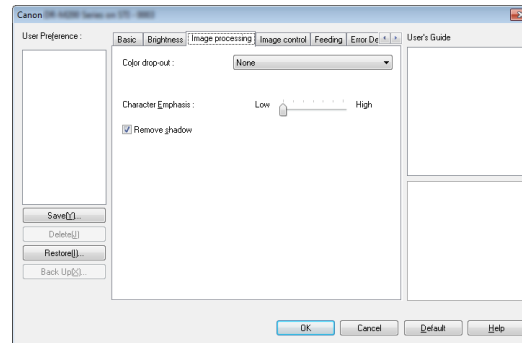 Canon
User Preference :
Basic Brightness Image processing Image control Feeding Error De
User's Guide
Color drop-out : None
Character Emphasis : Low High
Remove shadow
Save(Y)...
Delete(J)
Restore(I)...
Back Up(X)...
OK Cancel Default Help